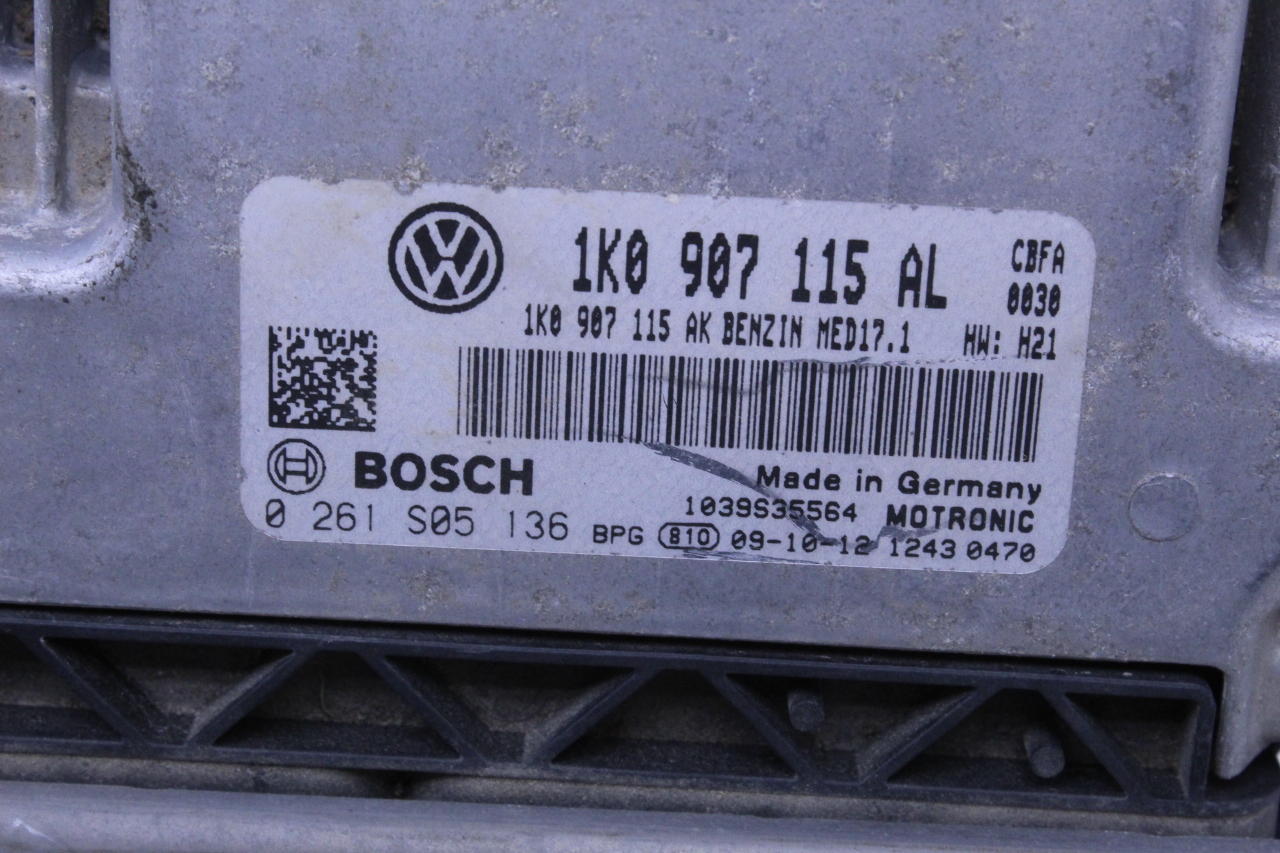 1K0 907 115 AL
CBFA
0030
1K0 907 115 AK BENZIN MED17.1 HW: H21
BOSCH
Made in Germany
1039S35564 MOTRONIC
0 261 S05 136 BPG 810 09-10-12 1243 0470